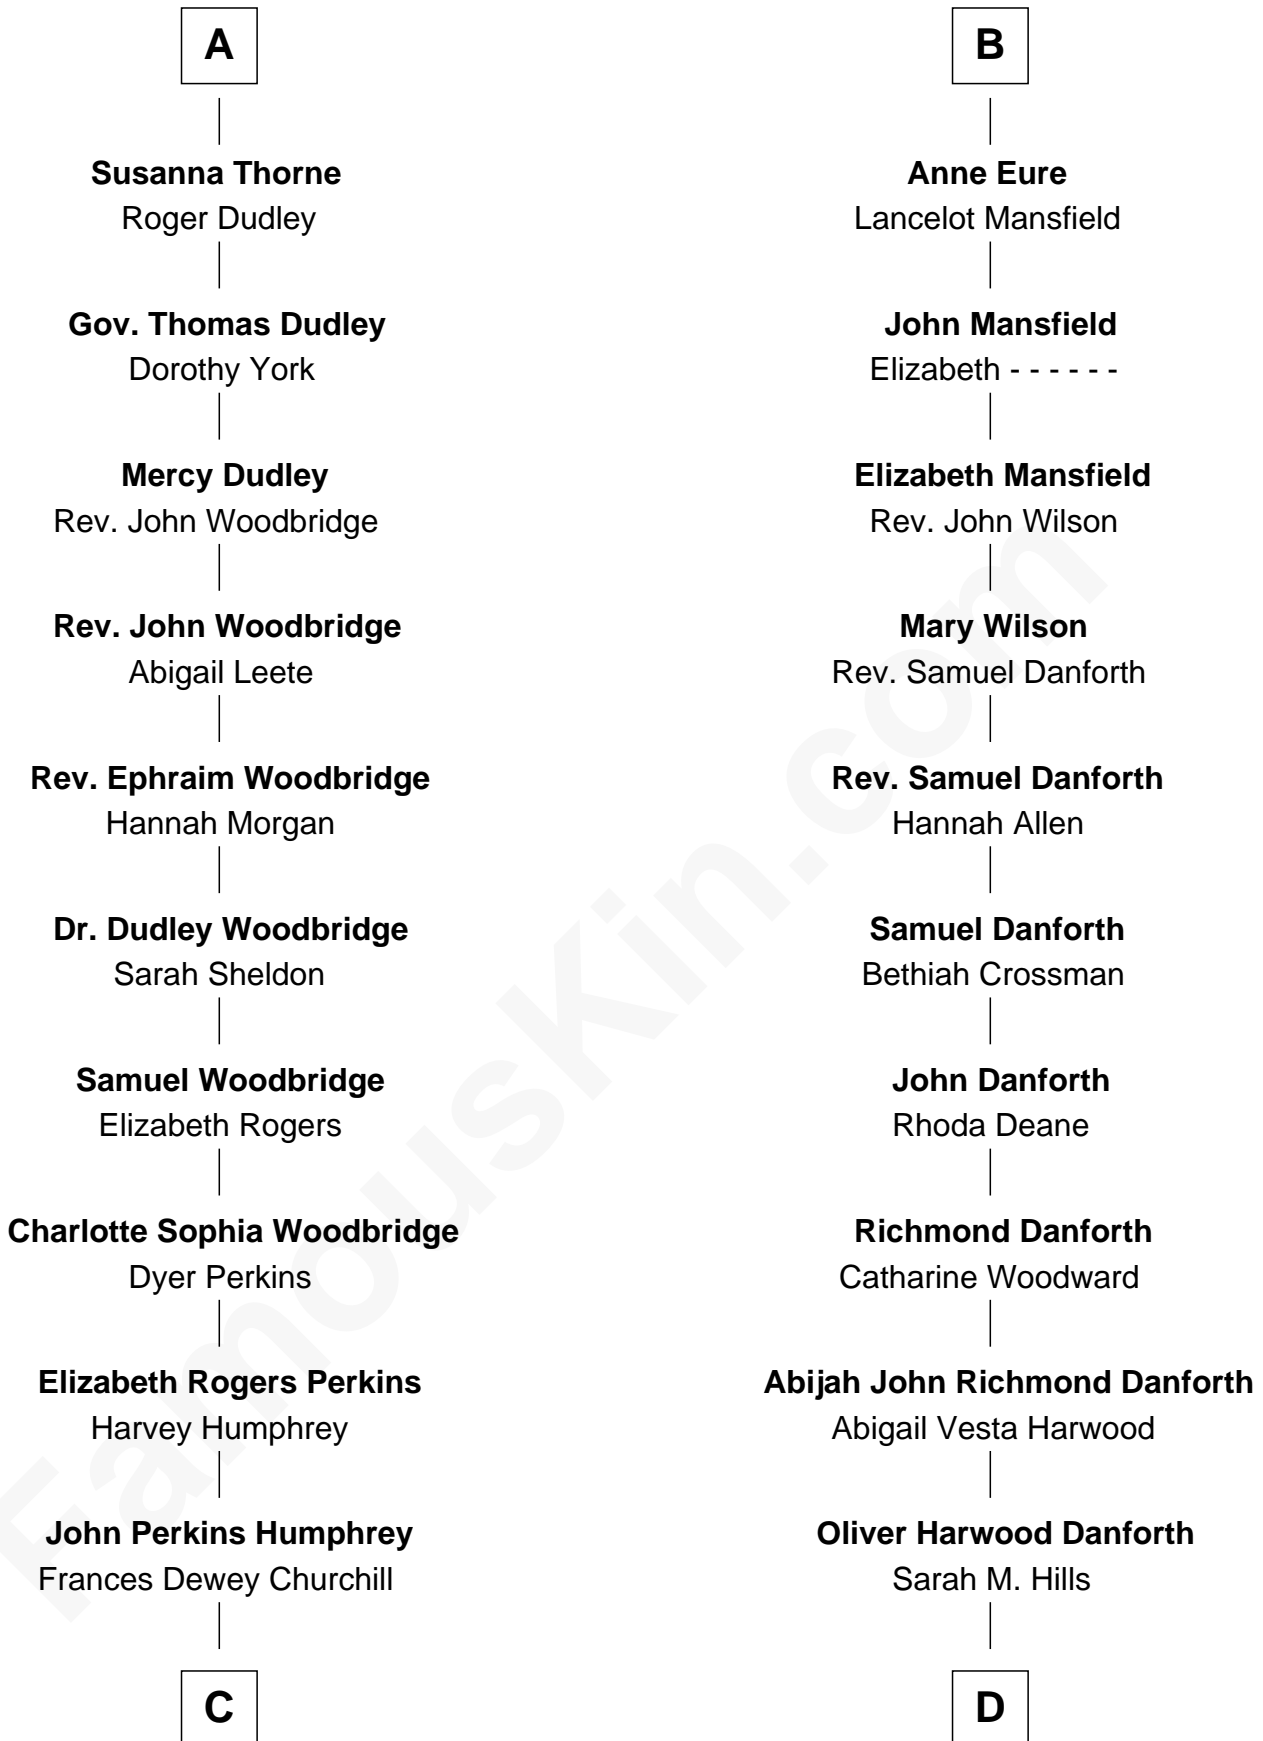 A
Susanna Thorne
Roger Dudley
Gov. Thomas Dudley
Dorothy York
Mercy Dudley
Rev. John Woodbridge
Rev. John Woodbridge
Abigail Leete
Rev. Ephraim Woodbridge
Hannah Morgan
Dr. Dudley Woodbridge
Sarah Sheldon
Samuel Woodbridge
Elizabeth Rogers
Charlotte Sophia Woodbridge
Dyer Perkins
Elizabeth Rogers Perkins
Harvey Humphrey
John Perkins Humphrey
Frances Dewey Churchill
C
B
Anne Eure
Lancelot Mansfield
John Mansfield
Elizabeth - - - - - -
Elizabeth Mansfield
Rev. John Wilson
Mary Wilson
Rev. Samuel Danforth
Rev. Samuel Danforth
Hannah Allen
Samuel Danforth
Bethiah Crossman
John Danforth
Rhoda Deane
Richmond Danforth
Catharine Woodward
Abijah John Richmond Danforth
Abigail Vesta Harwood
Oliver Harwood Danforth
Sarah M. Hills
D
FamousKin.com